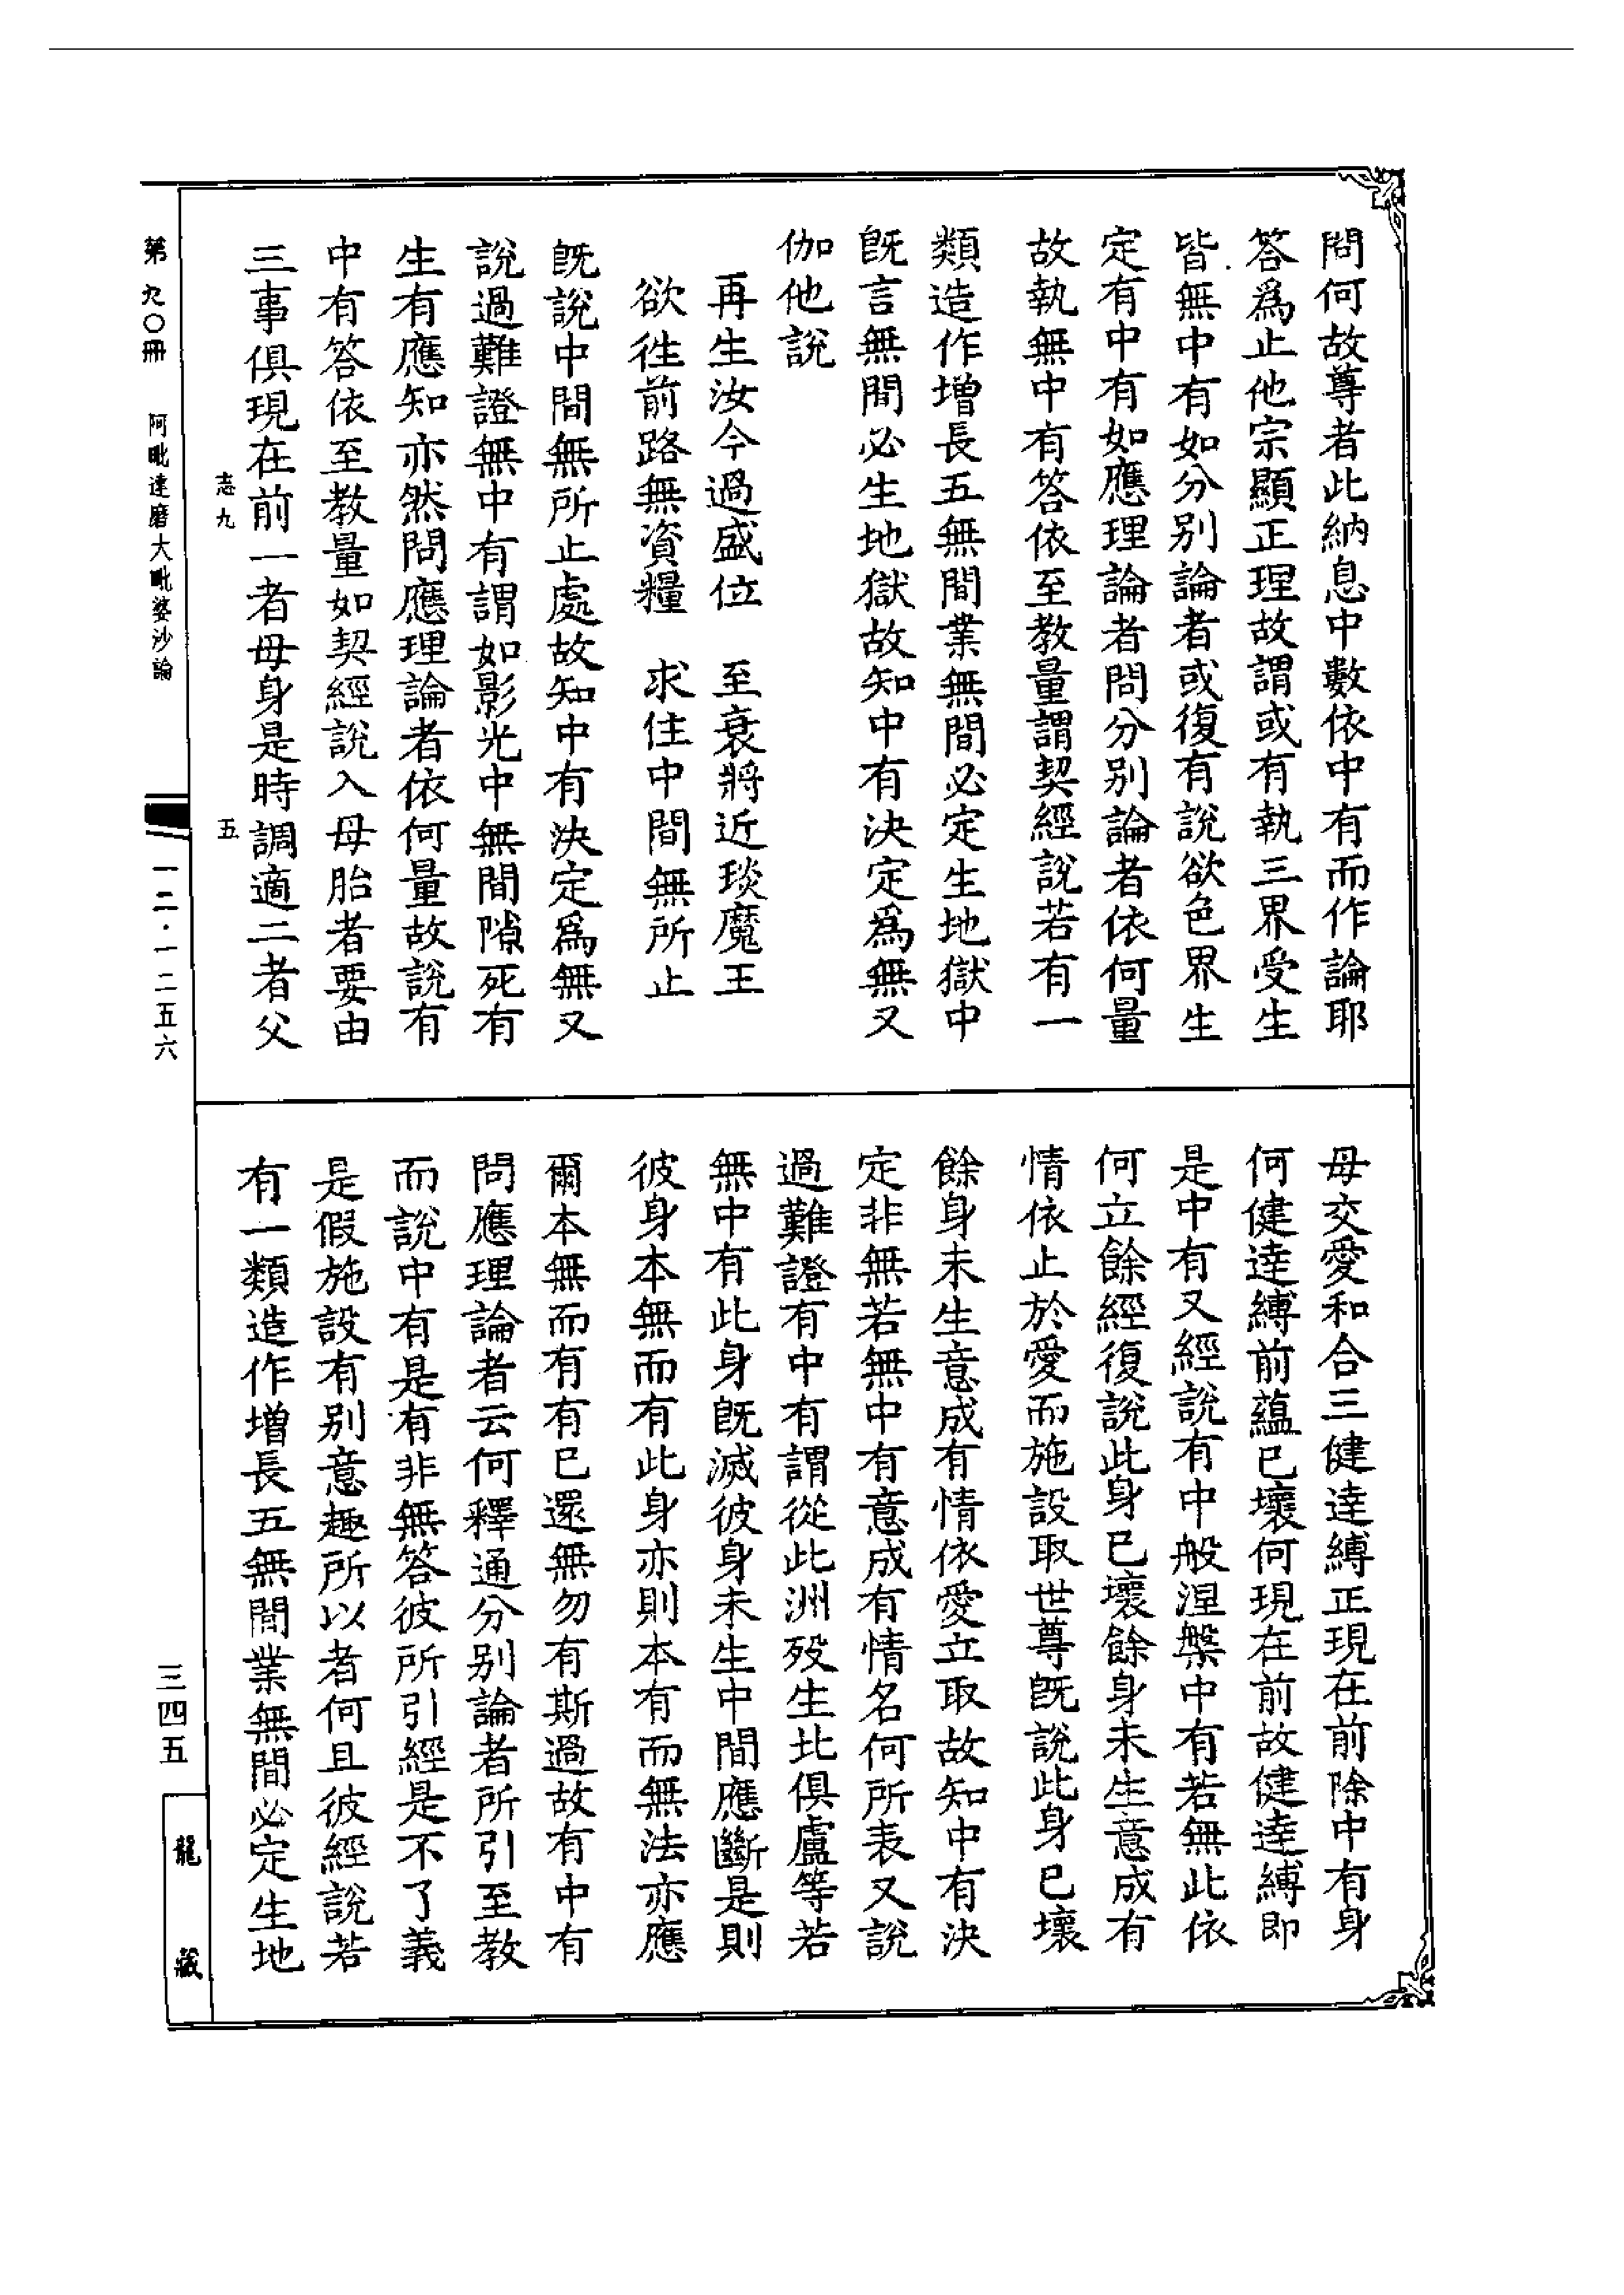 問何故尊者此納息中數依中有而作論耶
答爲止他宗顯正理故謂或有執三界受生
皆無中有如分别論者或復有說欲色界生
定有中有如應理論者問分别論者依何量
故執無中有答依至教量謂契經說若有一
類造作增長五無間業無間必定生地獄中
旣言無間必生地獄故知中有決定爲無又
伽他說
再生汝今過盛位　至衰將近琰魔王
欲徃前路無資糧　求住中間無所止
旣說中間無所止處故知中有決定爲無又
說過難證無中有謂如影光中無間隙死有
生有應知亦然問應理論者依何量故說有
中有答依至教量如契經說入母胎者要由
三事俱現在前一者母身是時調適二者父
母交愛和合三健逹縛正現在前除中有身
何健逹縛前蘊已壞何現在前故健逹縛即
是中有又經說有中般涅槃中有若無此依
何立餘經復說此身已壞餘身未生意成有
情依止於愛而施設取世尊旣說此身已壞
餘身未生意成有情依愛立取故知中有決
定非無若無中有意成有情名何所表又說
過難證有中有謂從此洲殁生北俱盧等若
無中有此身旣滅彼身未生中間應斷是則
彼身本無而有此身亦則本有而無法亦應
爾本無而有有已還無勿有斯過故有中有
問應理論者云何釋通分别論者所引至教
而說中有是有非無答彼所引經是不了義
是假施設有别意趣所以者何且彼經說若
有一類造作增長五無間業無間必定生地
志九　五
第九〇冊　阿毗達磨大毗婆沙論
一二·一二五六
三四五
龍藏